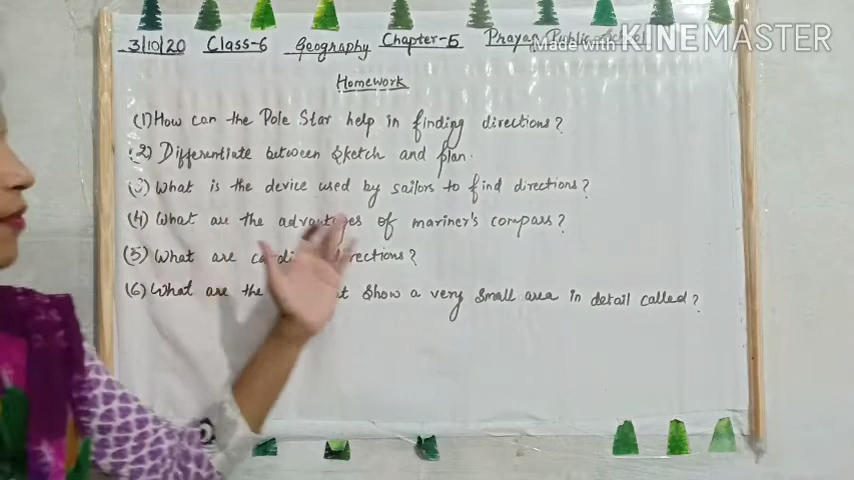 3/10/20 Class-6 Geography Chapter-5 Prayas Public
Made with KINEMASTER
Homework
(1) How can the Pole Star help in finding directions?
(2) Differentiate between sketch and plan.
(3) What is the device used by sailors to find directions?
(4) What are the advantages of mariner's compass?
(5) What are directions?
(6) What are the show a very small area in detail called?